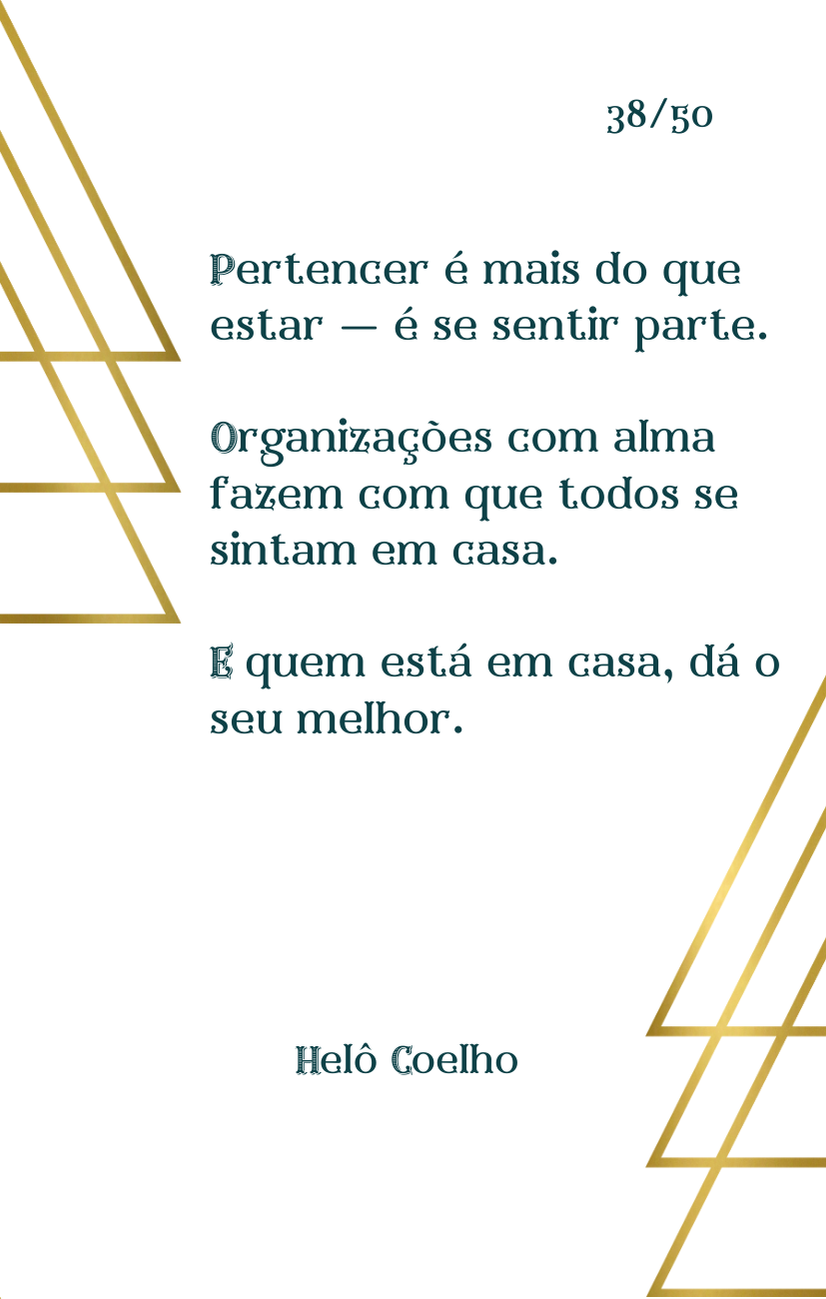 38/50
Pertencer é mais do que
estar — é se sentir parte.
Organizações com alma
fazem com que todos se
sintam em casa.
E quem está em casa, dá o
seu melhor.
Helô Coelho